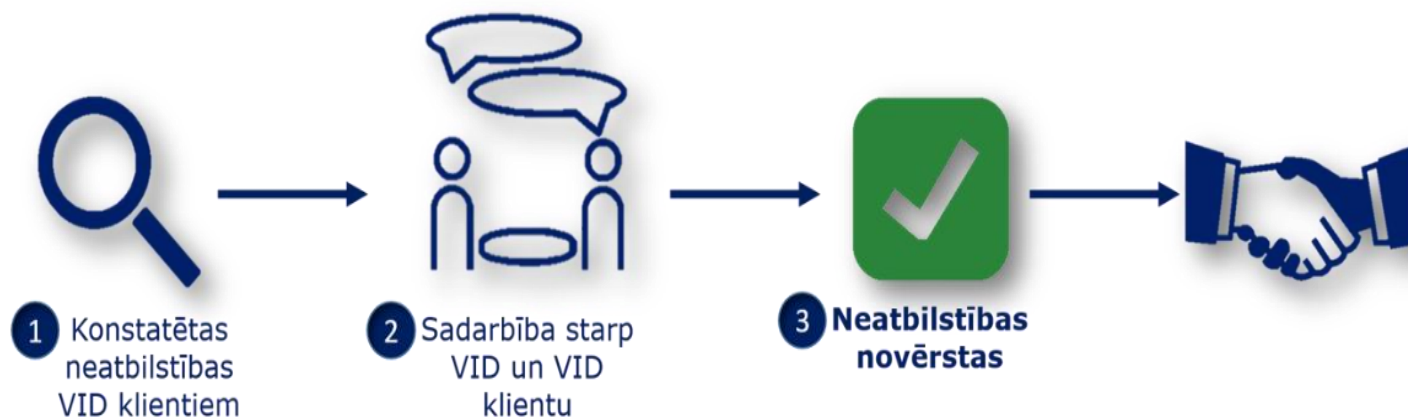 1 Konstatētas
neatbilstības
VID klientiem
2 Sadarbība starp
VID un VID
klientu
3 Neatbilstības
novērstas